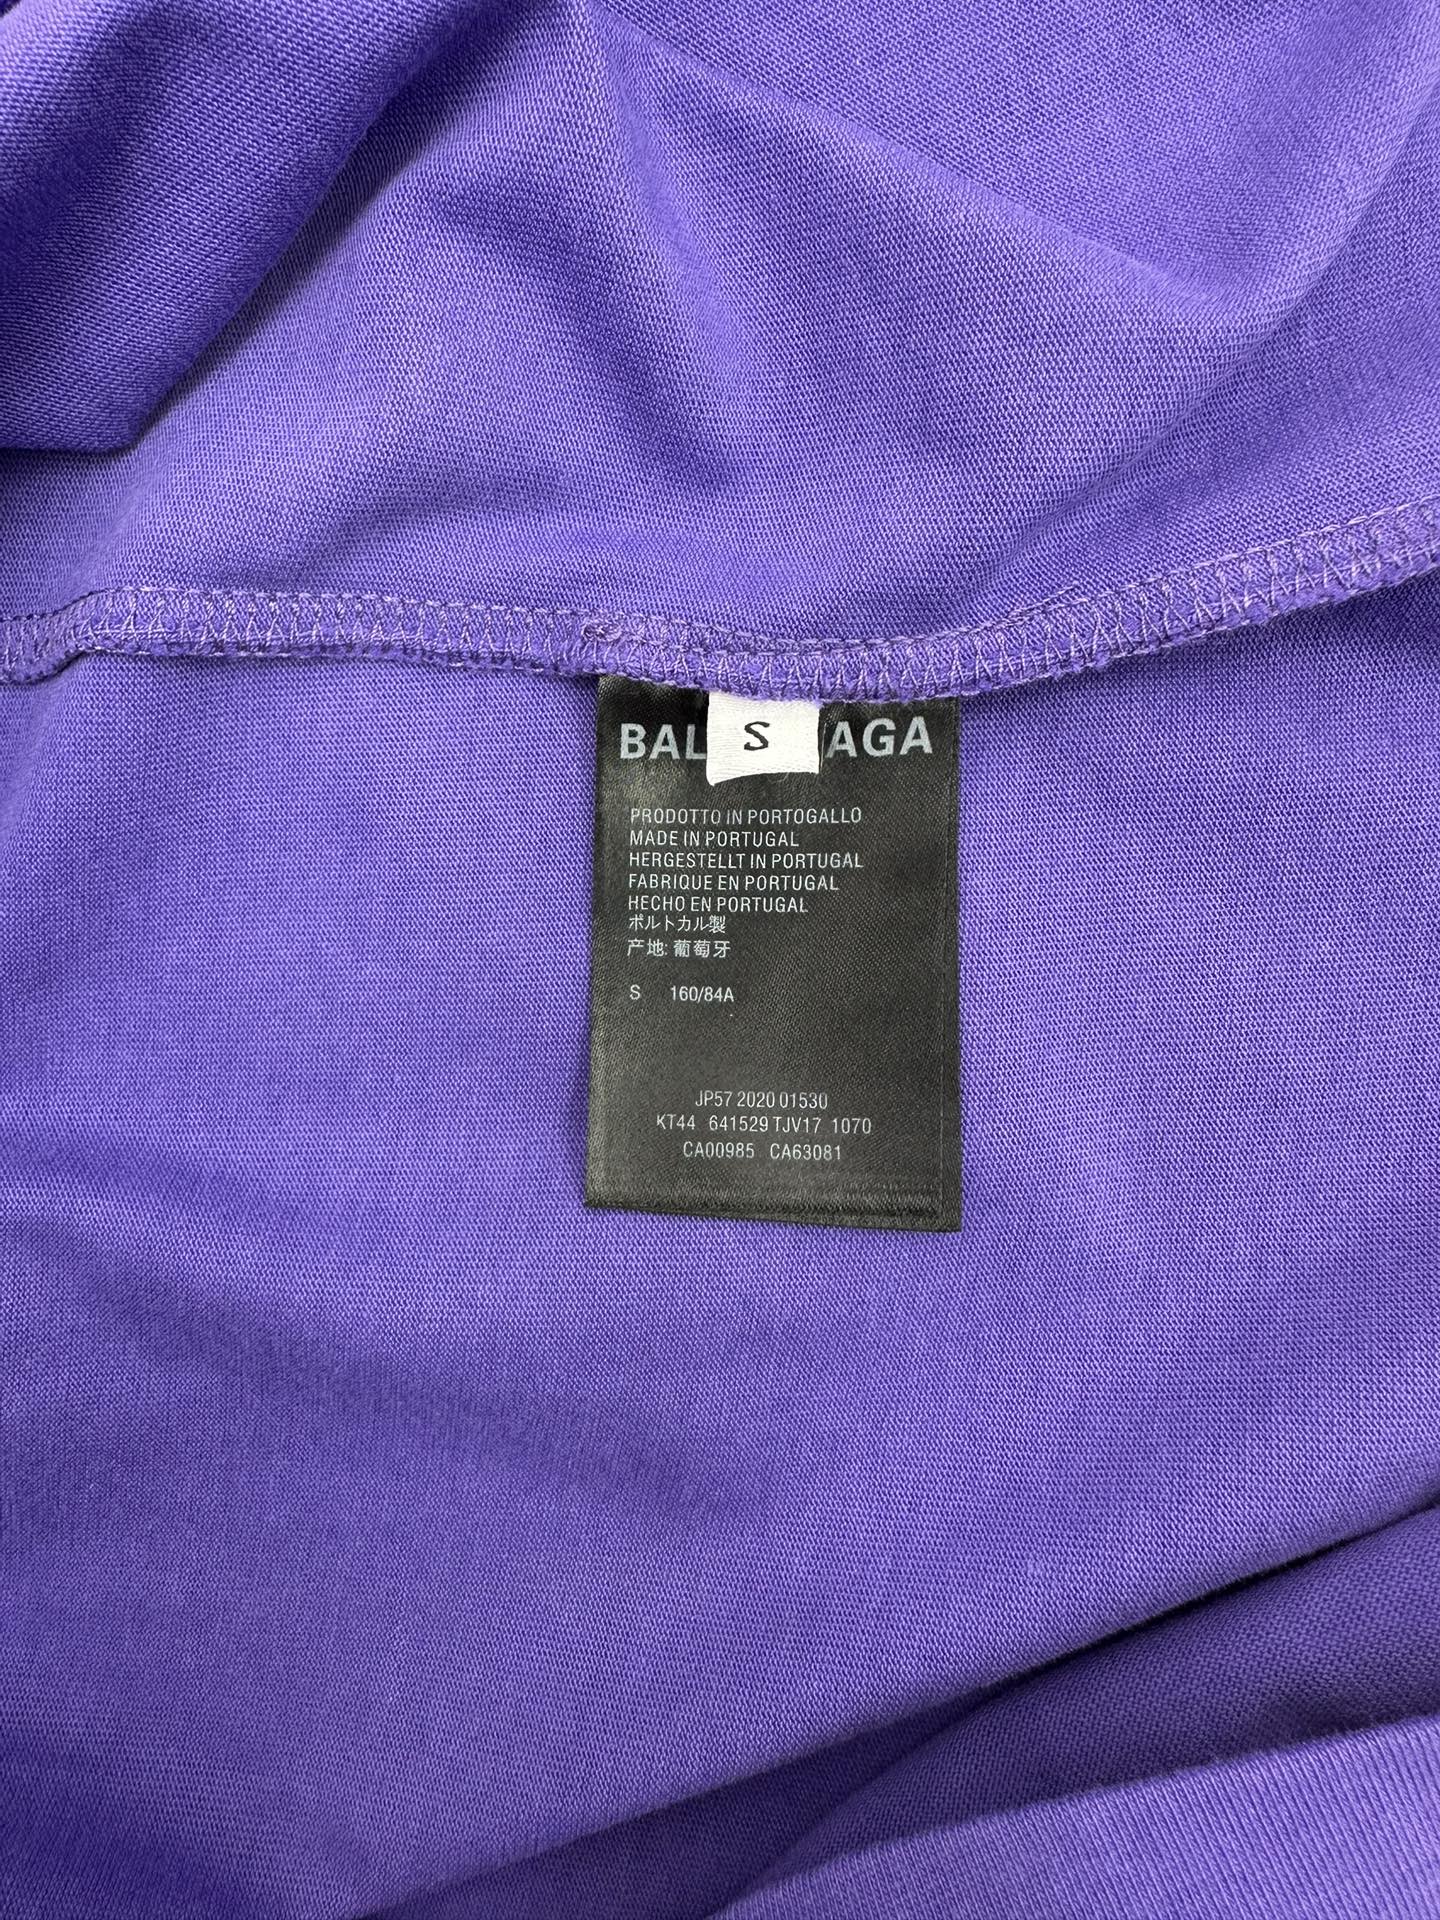 BAL S AGA
PRODOTTO IN PORTOGALLO
MADE IN PORTUGAL
HERGESTELLT IN PORTUGAL
FABRIQUE EN PORTUGAL
HECHO EN PORTUGAL
ポルトカル製
产地: 葡萄牙
S 160/84A
JP57 2020 01530
KT44 641529 TJV17 1070
CA00985 CA63081